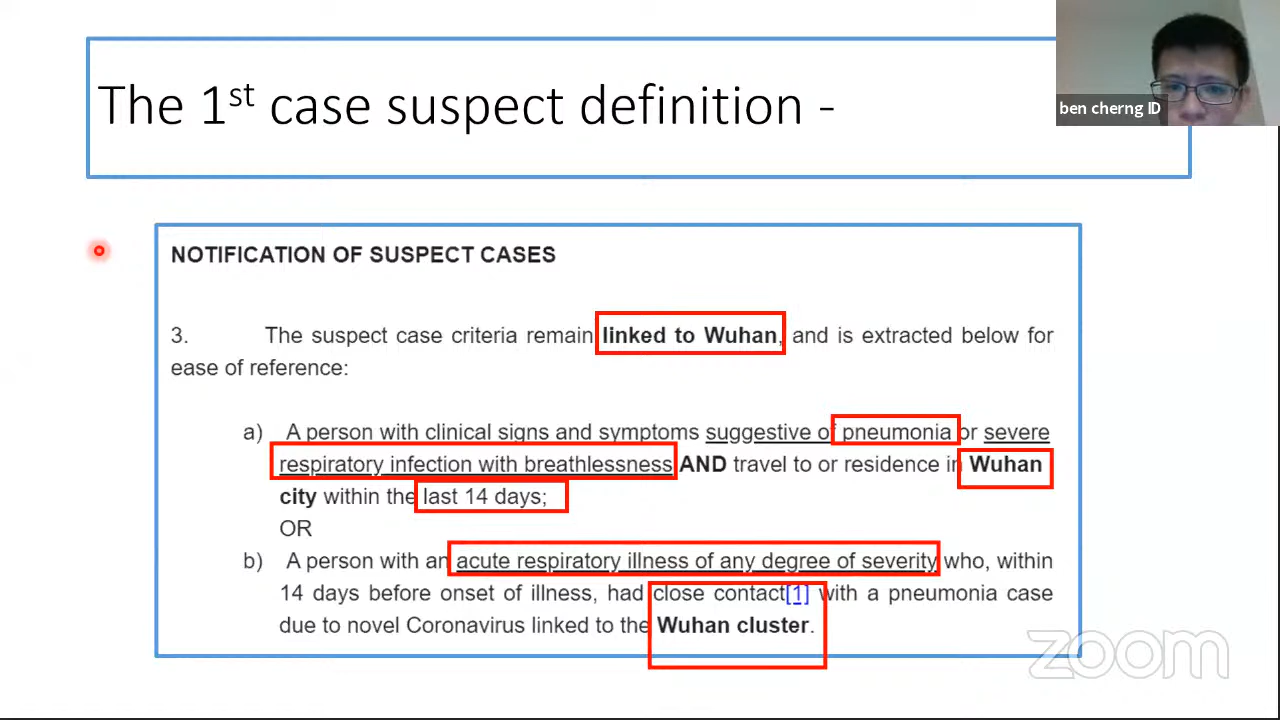 The 1st case suspect definition -
ben cherng ID
NOTIFICATION OF SUSPECT CASES
3. The suspect case criteria remain linked to Wuhan, and is extracted below for
ease of reference:
a) A person with clinical signs and symptoms suggestive of pneumonia or severe
respiratory infection with breathlessness AND travel to or residence in Wuhan
city within the last 14 days;
OR
b) A person with an acute respiratory illness of any degree of severity who, within
14 days before onset of illness, had close contact[1] with a pneumonia case
due to novel Coronavirus linked to the Wuhan cluster.
zoom